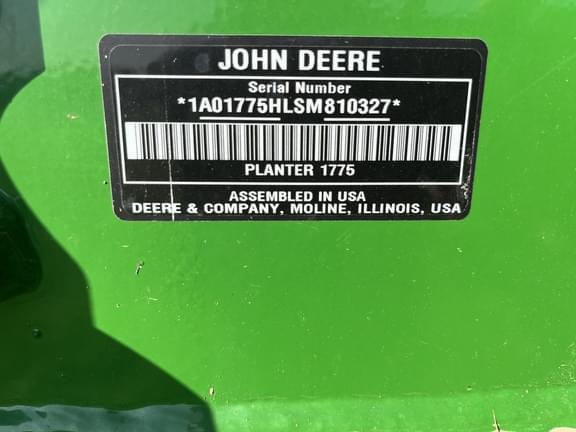 JOHN DEERE
Serial Number
*1A01775HLSM810327*
PLANTER 1775
ASSEMBLED IN USA
DEERE & COMPANY, MOLINE, ILLINOIS, USA